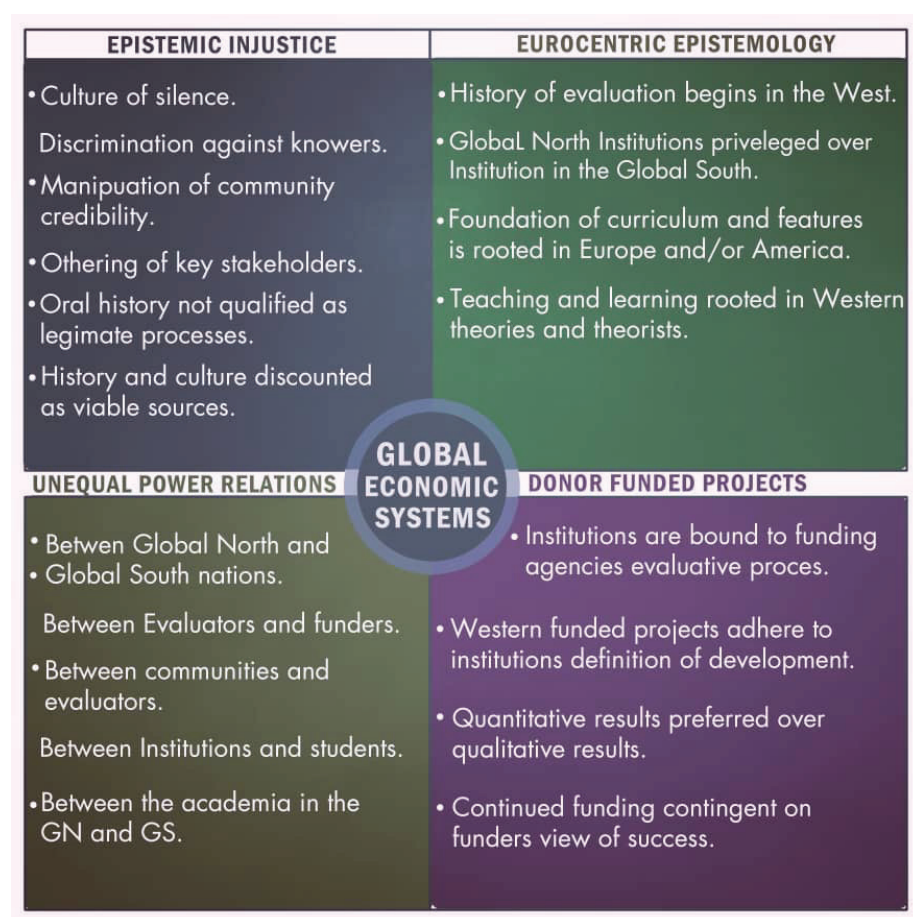 EPISTEMIC INJUSTICE
• Culture of silence.
Discrimination against knowers.
• Manipuation of community
credibility.
• Othering of key stakeholders.
• Oral history not qualified as
legimate processes.
• History and culture discounted
as viable sources.
EUROCENTRIC EPISTEMOLOGY
• History of evaluation begins in the West.
• GlobaL North Institutions priveleged over
Institution in the Global South.
• Foundation of curriculum and features
is rooted in Europe and/or America.
• Teaching and learning rooted in Western
theories and theorists.
GLOBAL
ECONOMIC
SYSTEMS
UNEQUAL POWER RELATIONS
• Betwen Global North and
• Global South nations.
Between Evaluators and funders.
• Between communities and
evaluators.
Between Institutions and students.
• Between the academia in the
GN and GS.
DONOR FUNDED PROJECTS
• Institutions are bound to funding
agencies evaluative proces.
• Western funded projects adhere to
institutions definition of development.
• Quantitative results preferred over
qualitative results.
• Continued funding contingent on
funders view of success.